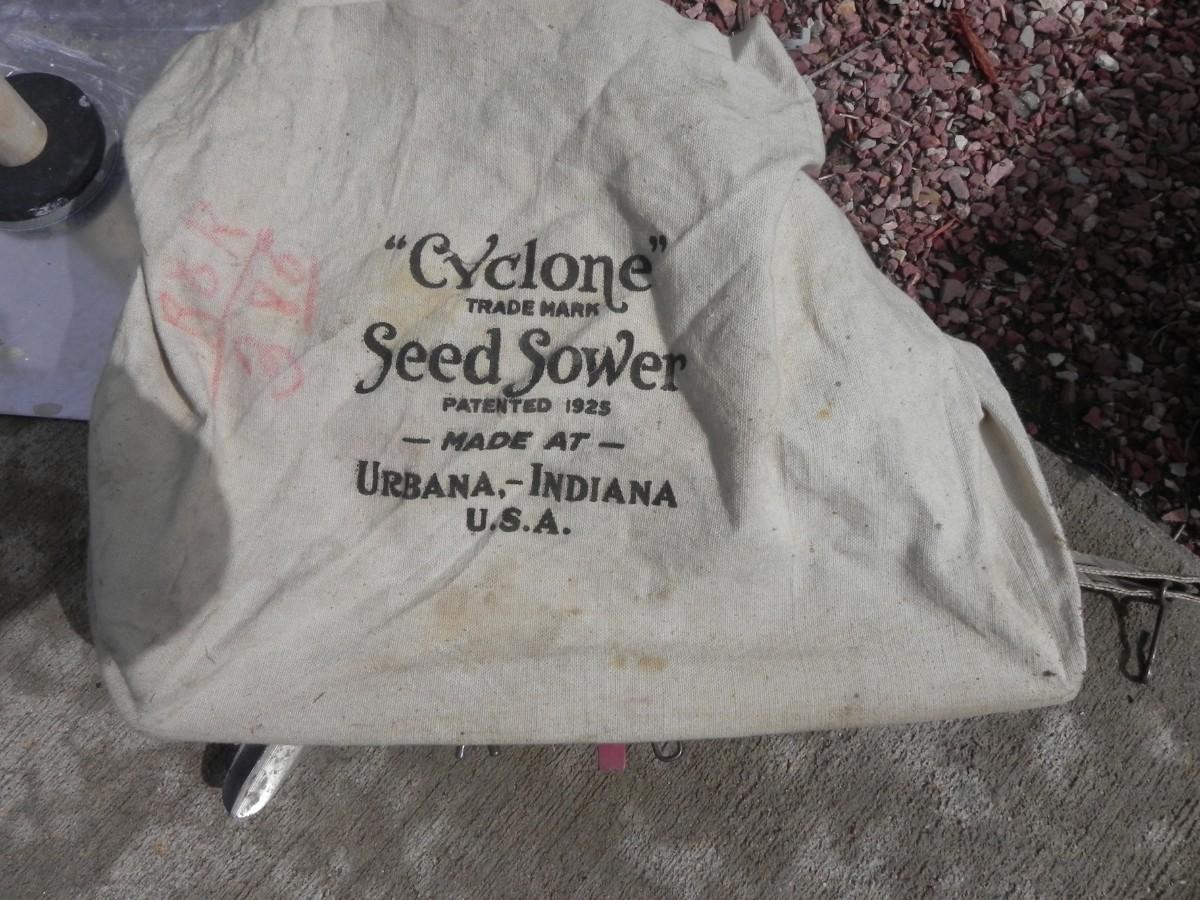 "Cyclone"
TRADE MARK
Seed Sower
PATENTED 1925
— MADE AT —
URBANA,-INDIANA
U.S.A.